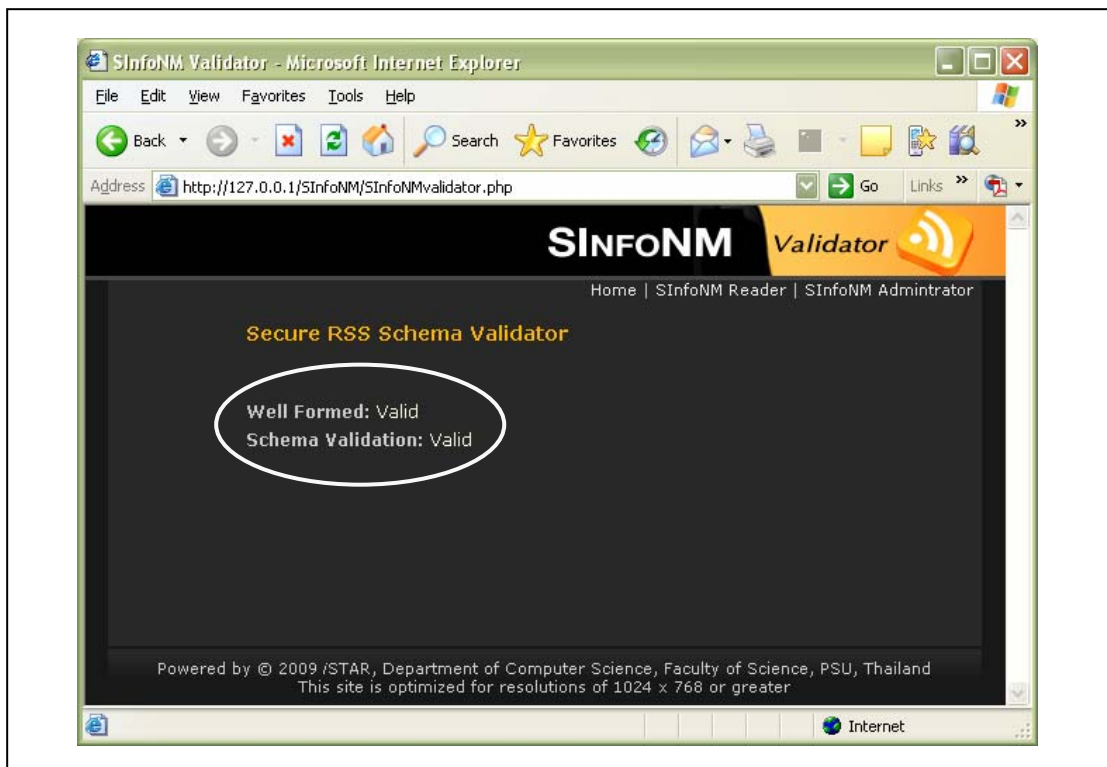 SInfoNM Validator - Microsoft Internet Explorer
File Edit View Favorites Tools Help
Back Search Favorites »
Address http://127.0.0.1/SInfoNM/SInfoNMvalidator.php Go Links »
SINFONM Validator
Home | SInfoNM Reader | SInfoNM Admintrator
Secure RSS Schema Validator
Well Formed: Valid
Schema Validation: Valid
Powered by © 2009 iSTAR, Department of Computer Science, Faculty of Science, PSU, Thailand
This site is optimized for resolutions of 1024 x 768 or greater
Internet